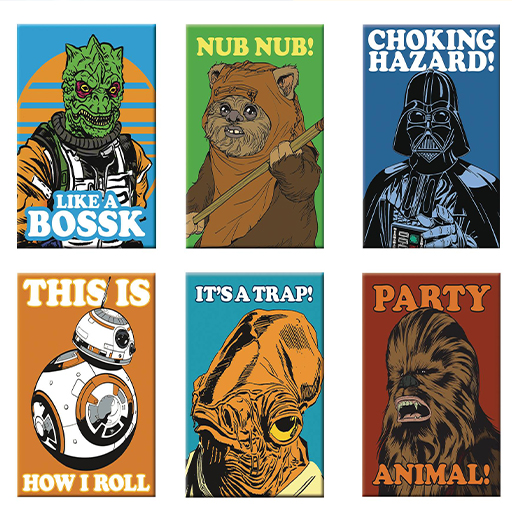 LIKE A
BOSSK
NUB NUB!
CHOKING
HAZARD!
THIS IS
HOW I ROLL
IT'S A TRAP!
PARTY
ANIMAL!